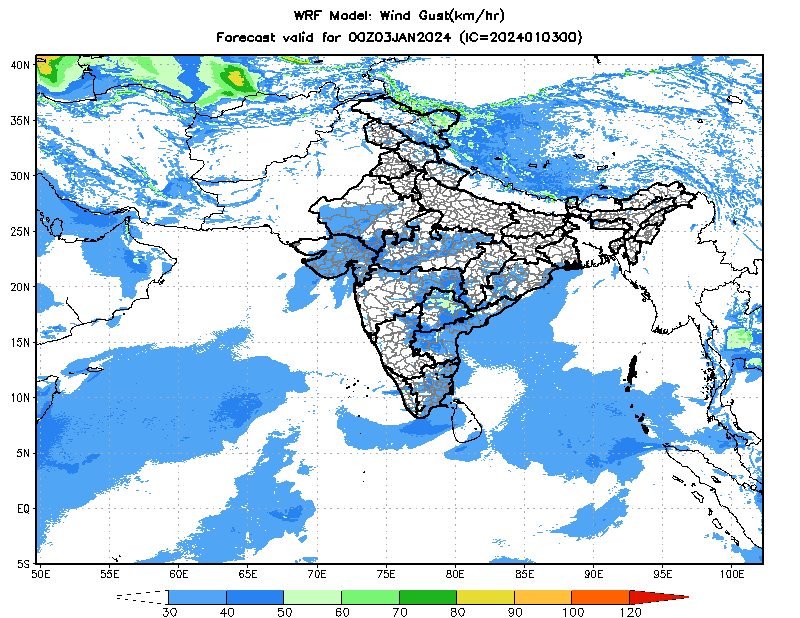 WRF Model: Wind Gust(km/hr)
Forecast valid for 00Z03JAN2024 (IC=2024010300)
40N
35N
30N
25N
20N
15N
10N
5N
EQ
5S
50E 55E 60E 65E 70E 75E 80E 85E 90E 95E 100E
30 40 50 60 70 80 90 100 120